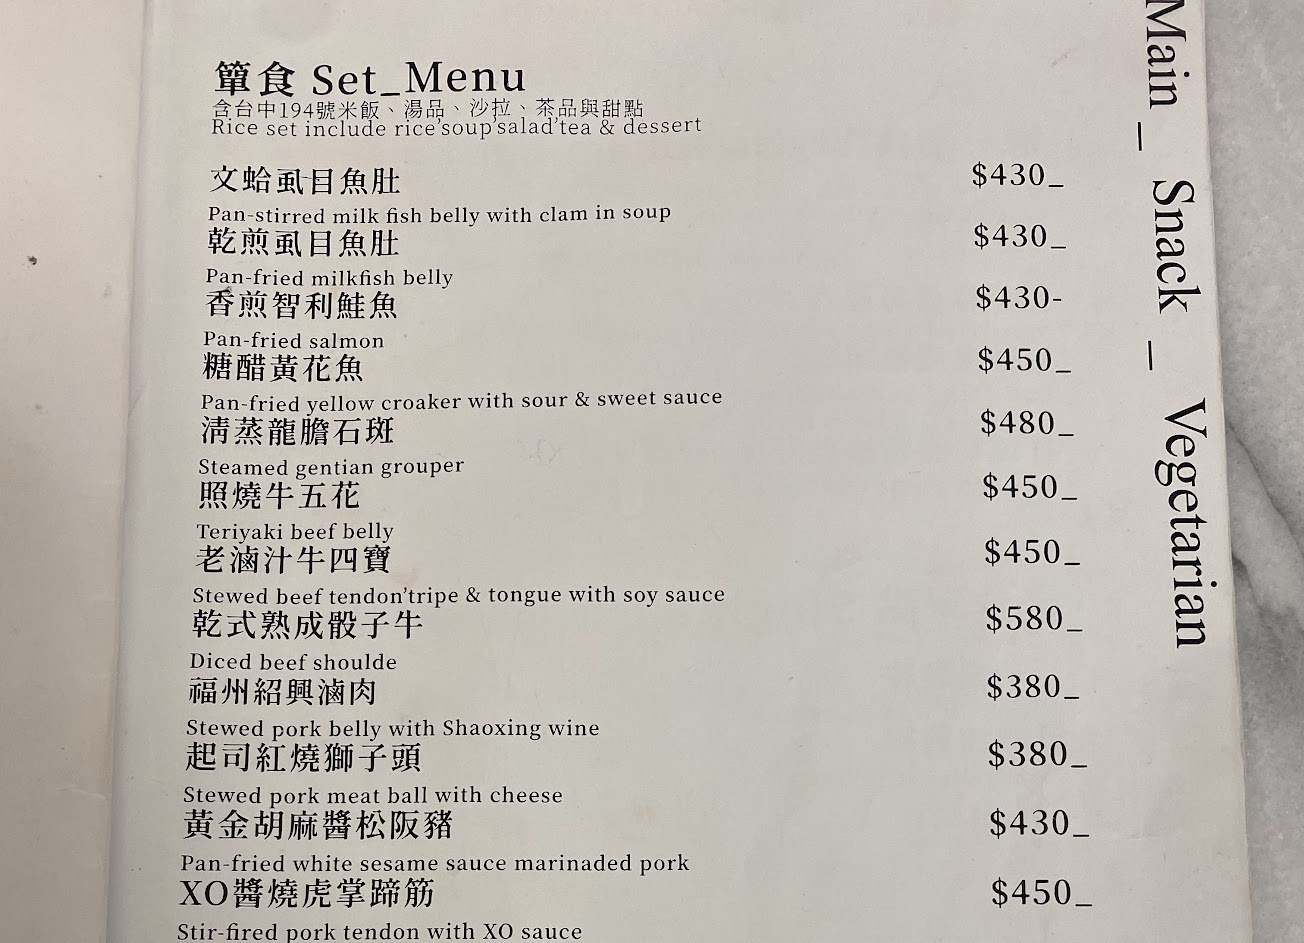 簞食 Set_Menu
含台中194號米飯、湯品、沙拉、茶品與甜點
Rice set include rice'soup'salad'tea & dessert
文蛤虱目魚肚 $430_
Pan-stirred milk fish belly with clam in soup
乾煎虱目魚肚 $430_
Pan-fried milkfish belly
香煎智利鮭魚 $430-
Pan-fried salmon
糖醋黃花魚 $450_
Pan-fried yellow croaker with sour & sweet sauce
清蒸龍膽石斑 $480_
Steamed gentian grouper
照燒牛五花 $450_
Teriyaki beef belly
老滷汁牛四寶 $450_
Stewed beef tendon'tripe & tongue with soy sauce
乾式熟成骰子牛 $580_
Diced beef shoulde
福州紹興滷肉 $380_
Stewed pork belly with Shaoxing wine
起司紅燒獅子頭 $380_
Stewed pork meat ball with cheese
黃金胡麻醬松阪豬 $430_
Pan-fried white sesame sauce marinaded pork
XO醬燒虎掌蹄筋 $450_
Stir-fired pork tendon with XO sauce
Main _ Snack _ Vegetarian